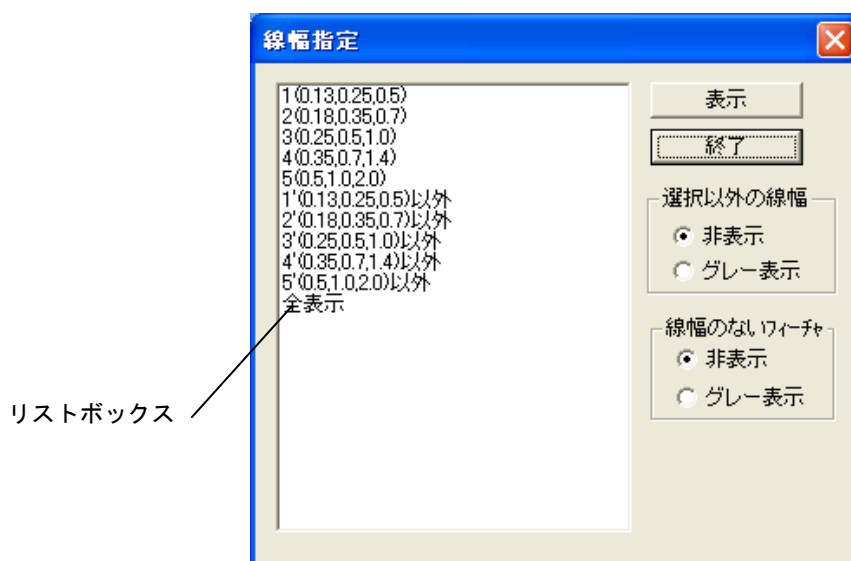 線幅指定
1(0.13,0.25,0.5)
2(0.18,0.35,0.7)
3(0.25,0.5,1.0)
4(0.35,0.7,1.4)
5(0.5,1.0,2.0)
1'(0.13,0.25,0.5)以外
2'(0.18,0.35,0.7)以外
3'(0.25,0.5,1.0)以外
4'(0.35,0.7,1.4)以外
5'(0.5,1.0,2.0)以外
全表示
表示
終了
選択以外の線幅
非表示
グレー表示
線幅のないフィーチャ
非表示
グレー表示
リストボックス